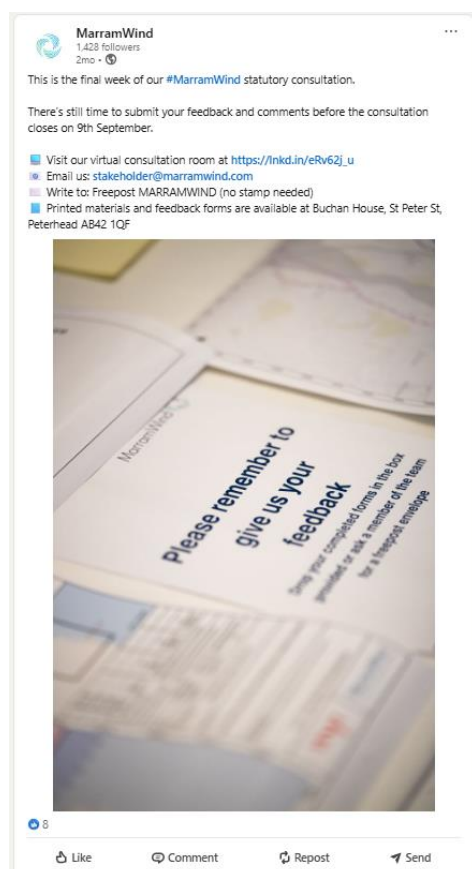 MarramWind
1,428 followers
2mo •
This is the final week of our #MarramWind statutory consultation.
There's still time to submit your feedback and comments before the consultation
closes on 9th September.
Visit our virtual consultation room at https://lnkd.in/eRv62j_u
Email us: stakeholder@marramwind.com
Write to: Freepost MARRAMWIND (no stamp needed)
Printed materials and feedback forms are available at Buchan House, St Peter St,
Peterhead AB42 1QF
MarramWind
Please remember to
give us your
feedback
Drop your completed forms in the box
provided or ask a member of the team
for a freepost envelope
8
Like
Comment
Repost
Send